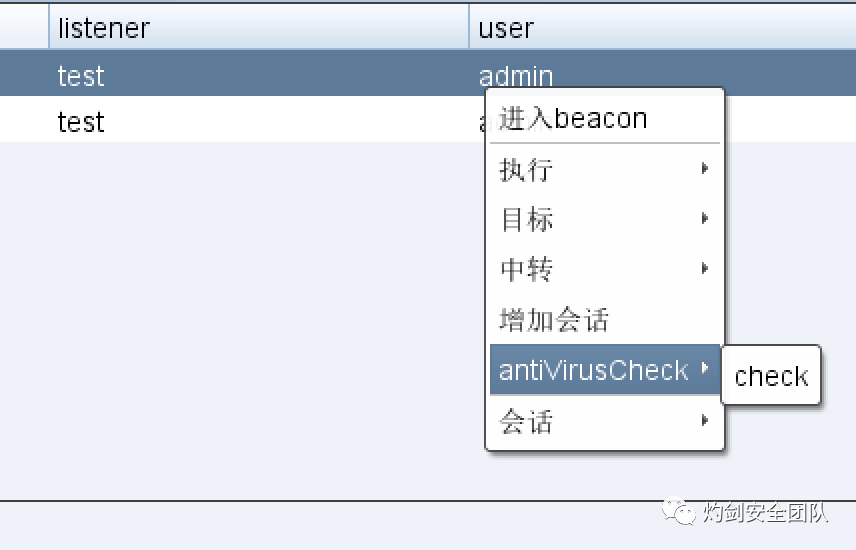 listener user
test admin
test
进入beacon
执行
目标
中转
增加会话
antiVirusCheck check
会话
灼剑安全团队